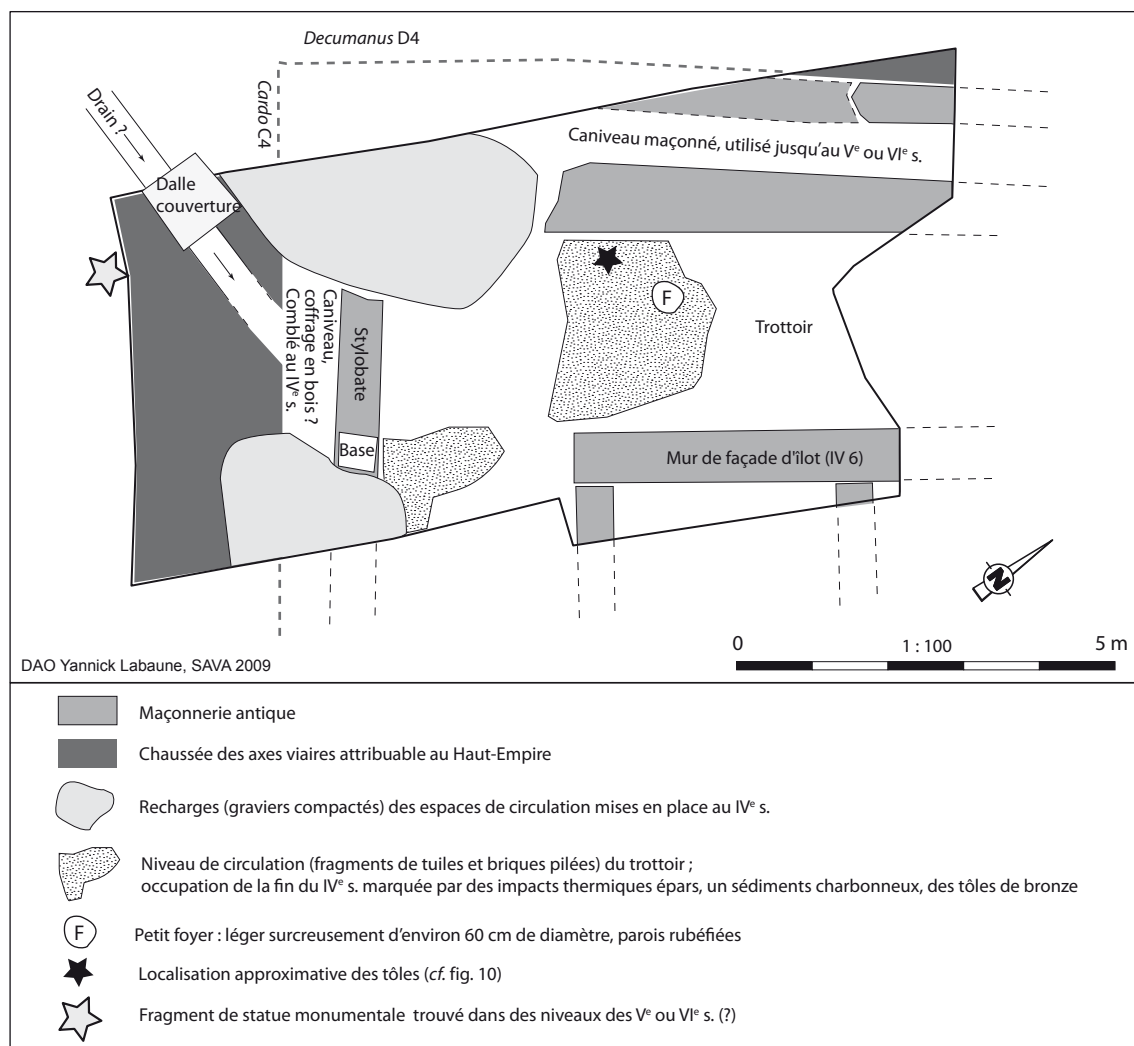 Decumanus D4
Cardo C4
Drain ?
Dalle
couverture
Caniveau maçonné, utilisé jusqu'au Ve ou VIe s.
Caniveau,
coffrage en bois ?
Comblé au IVe s.
Stylobate
Base
F
Trottoir
Mur de façade d'îlot (IV 6)
N
0 1 : 100 5 m
DAO Yannick Labaune, SAVA 2009
Maçonnerie antique
Chaussée des axes viaires attribuable au Haut-Empire
Recharges (graviers compactés) des espaces de circulation mises en place au IVe s.
Niveau de circulation (fragments de tuiles et briques pilées) du trottoir ;
occupation de la fin du IVe s. marquée par des impacts thermiques épars, un sédiments charbonneux, des tôles de bronze
F Petit foyer : léger surcreusement d'environ 60 cm de diamètre, parois rubéfiées
Localisation approximative des tôles (cf. fig. 10)
Fragment de statue monumentale trouvé dans des niveaux des Ve ou VIe s. (?)